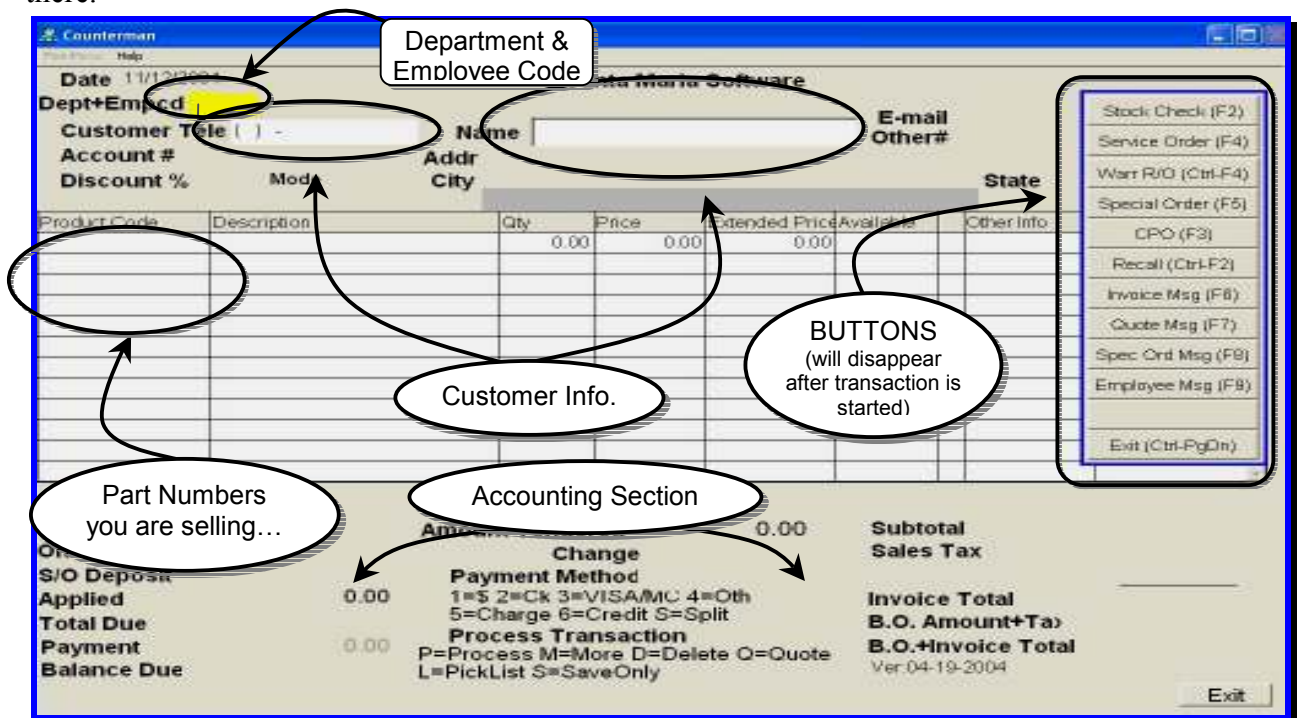 there.
Counterman
Help
Department &
Employee Code
Date 11/12/2004
Maria Software
Dept+Empcd
Customer Tele ( ) -
Name
E-mail
Other#
Account #
Addr
Discount %
Mode
City
State
Stock Check (F2)
Service Order (F4)
Warr R/O (Ctrl-F4)
Special Order (F5)
CPO (F3)
Recall (Ctrl-F2)
Invoice Msg (F6)
Quote Msg (F7)
Spec Ord Msg (F8)
Employee Msg (F9)
Exit (Ctrl-PgDn)
Product Code Description Qty Price Extended Price Available Other Info
0.00 0.00 0.00
BUTTONS
(will disappear
after transaction is
started)
Customer Info.
Part Numbers
you are selling…
Accounting Section
0.00
Change
S/O Deposit
Applied 0.00
Total Due
Payment 0.00
Balance Due
Payment Method
1=$ 2=Ck 3=VISA/MC 4=Oth
5=Charge 6=Credit S=Split
Process Transaction
P=Process M=More D=Delete Q=Quote
L=PickList S=SaveOnly
Subtotal
Sales Tax
Invoice Total
B.O. Amount+Tax
B.O.+Invoice Total
Ver:04-19-2004
Exit